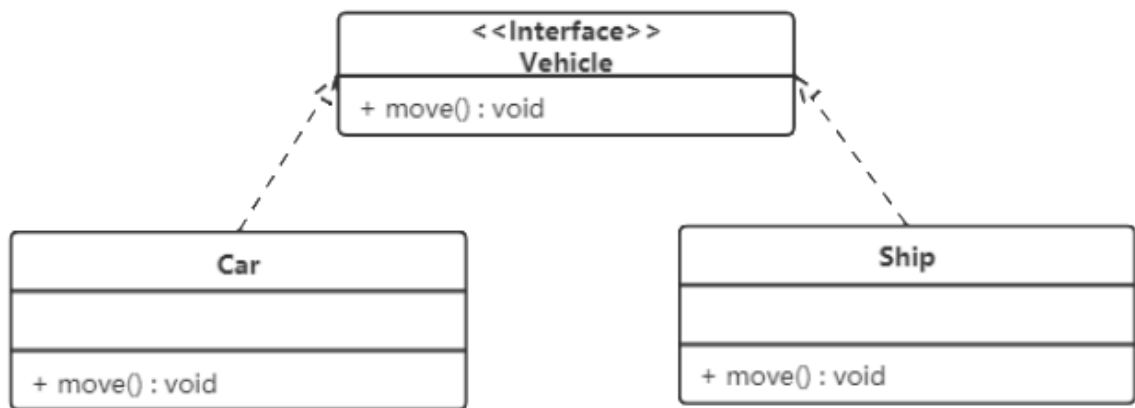 <<Interface>>
Vehicle
+ move() : void
Car
+ move() : void
Ship
+ move() : void